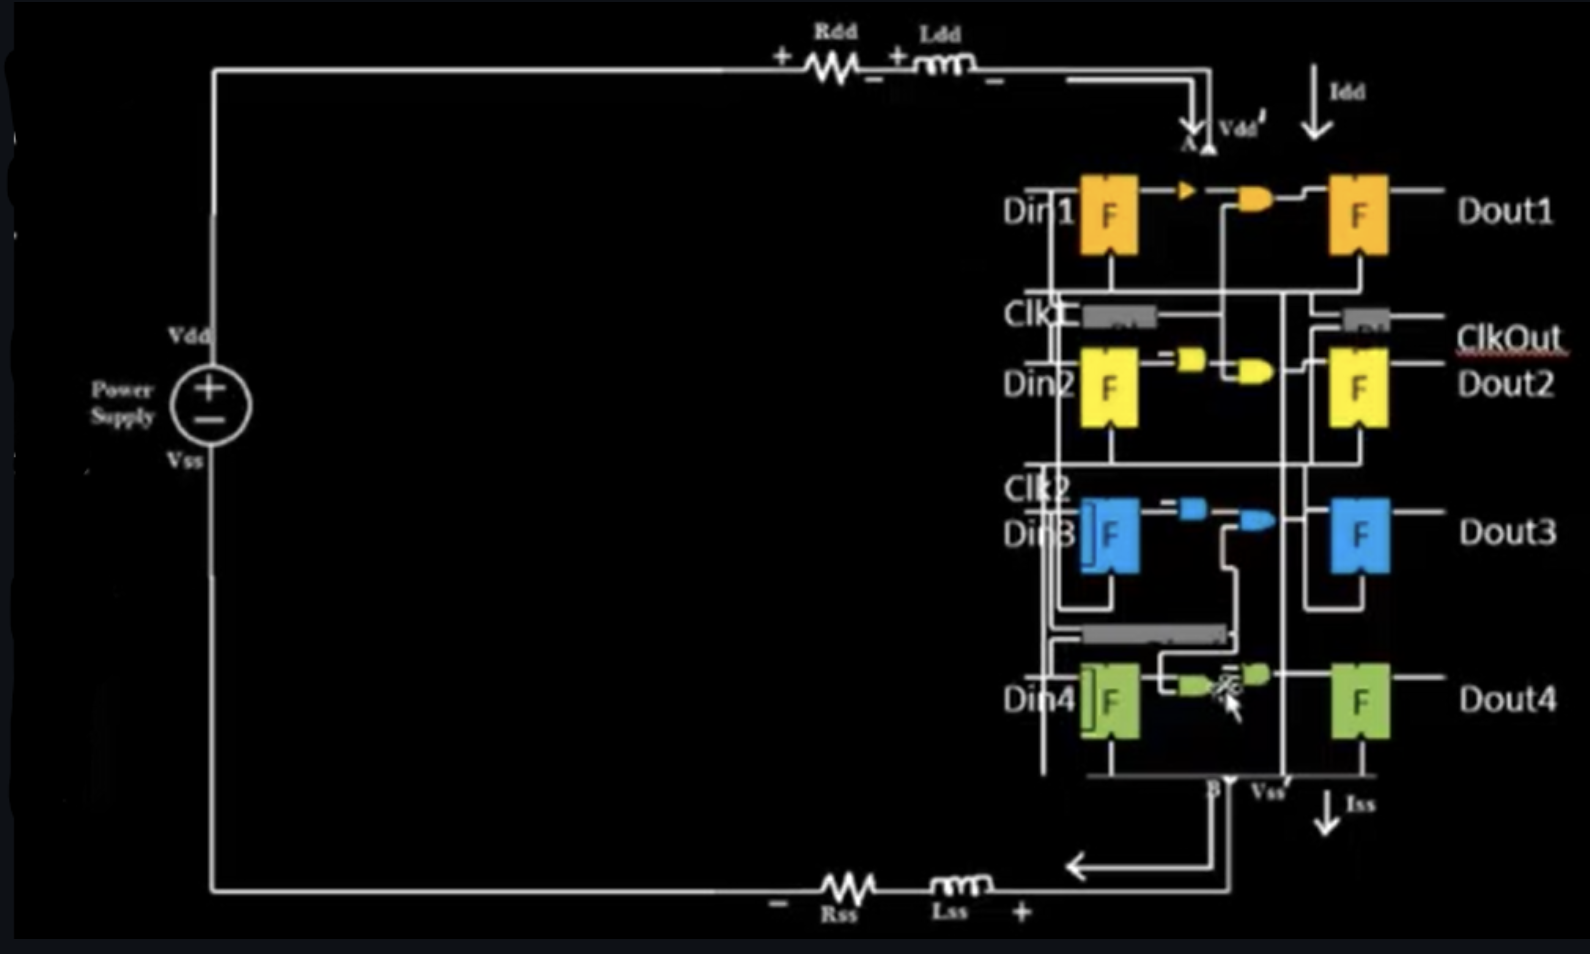 Rdd
Ldd
+
+
−
−
Idd
Vdd'
A
F
F
Din1
Dout1
Clk1
ClkOut
Vdd
F
F
Din2
Dout2
Power
Supply
+
−
Vss
Clk2
F
F
Din3
Dout3
F
F
Din4
Dout4
B
Vss'
Iss
−
Rss
Lss
+